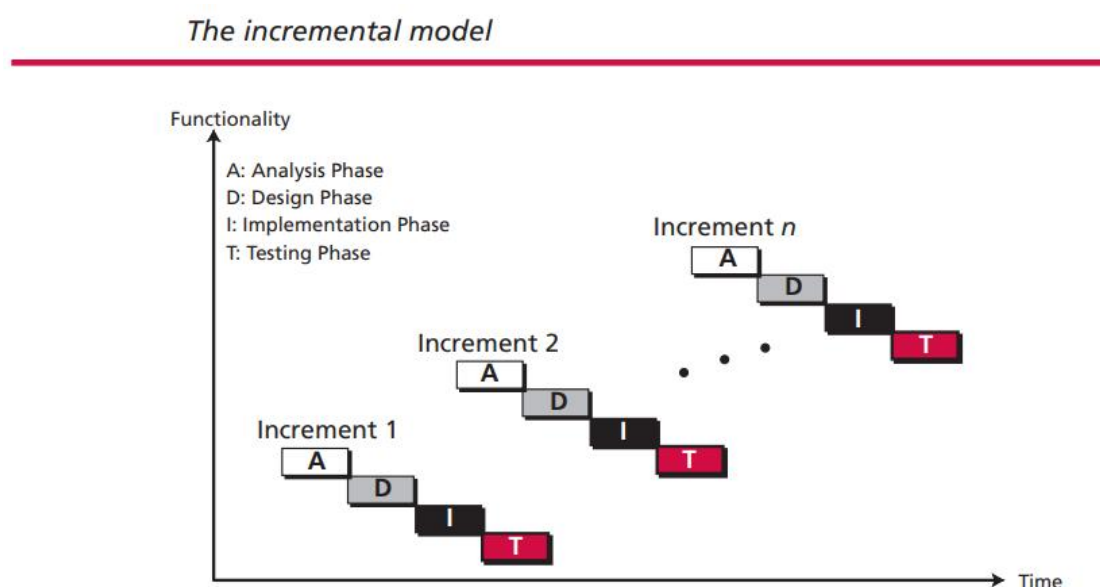 The incremental model
Functionality
A: Analysis Phase
D: Design Phase
I: Implementation Phase
T: Testing Phase
Increment n
A
D
I
T
Increment 2
A
D
I
T
Increment 1
A
D
I
T
Time